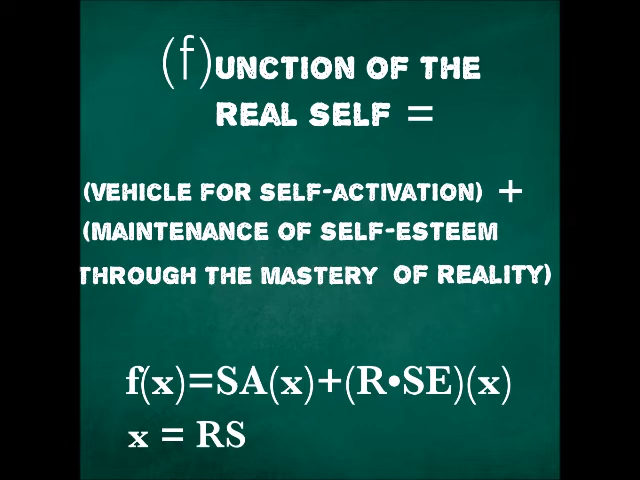 (f)UNCTION OF THE
REAL SELF =
(VEHICLE FOR SELF-ACTIVATION) +
(MAINTENANCE OF SELF-ESTEEM
THROUGH THE MASTERY OF REALITY)
f(x)=SA(x)+(R•SE)(x)
x = RS